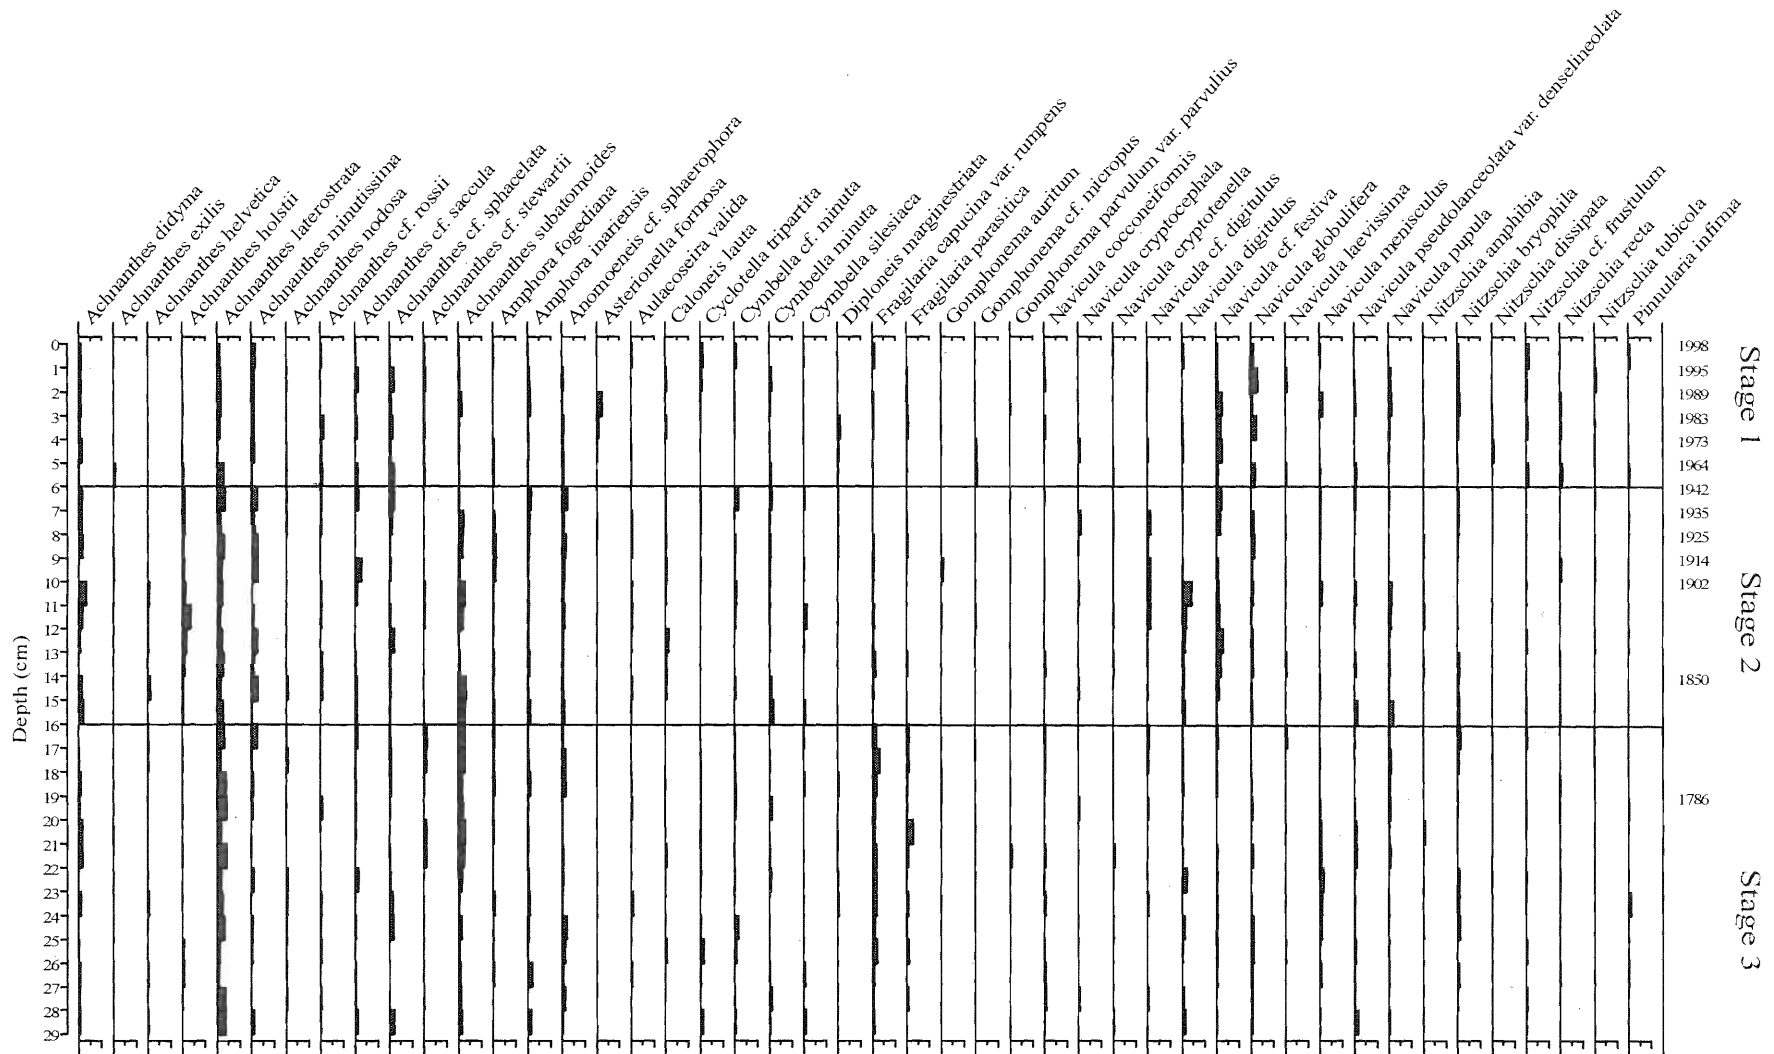 Achnanthes didyma
Achnanthes exilis
Achnanthes helvetica
Achnanthes holstii
Achnanthes laterostrata
Achnanthes minutissima
Achnanthes nodosa
Achnanthes cf. rossii
Achnanthes cf. saccula
Achnanthes cf. sphacelata
Achnanthes cf. stewartii
Achnanthes subatomoides
Amphora fogediana
Amphora inariensis
Anomoeneis cf. sphaerophora
Asterionella formosa
Aulacoseira valida
Caloneis lauta
Cyclotella tripartita
Cymbella cf. minuta
Cymbella minuta
Cymbella silesiaca
Diploneis marginestriata
Fragilaria capucina var. rumpens
Fragilaria parasitica
Gomphonema auritum
Gomphonema cf. micropus
Gomphonema parvulum var. parvulius
Navicula cocconeiformis
Navicula cryptocephala
Navicula cryptotenella
Navicula cf. digitulus
Navicula digitulus
Navicula cf. festiva
Navicula globulifera
Navicula laevissima
Navicula menisculus
Navicula pseudolanceolata var. denselineolata
Navicula pupula
Nitzschia amphibia
Nitzschia bryophila
Nitzschia dissipata
Nitzschia cf. frustulum
Nitzschia recta
Nitzschia tubicola
Pinnularia infirma
Depth (cm)
0
1
2
3
4
5
6
7
8
9
10
11
12
13
14
15
16
17
18
19
20
21
22
23
24
25
26
27
28
29
1998
1995
1989
1983
1973
1964
1942
1935
1925
1914
1902
1850
1786
Stage 1
Stage 2
Stage 3